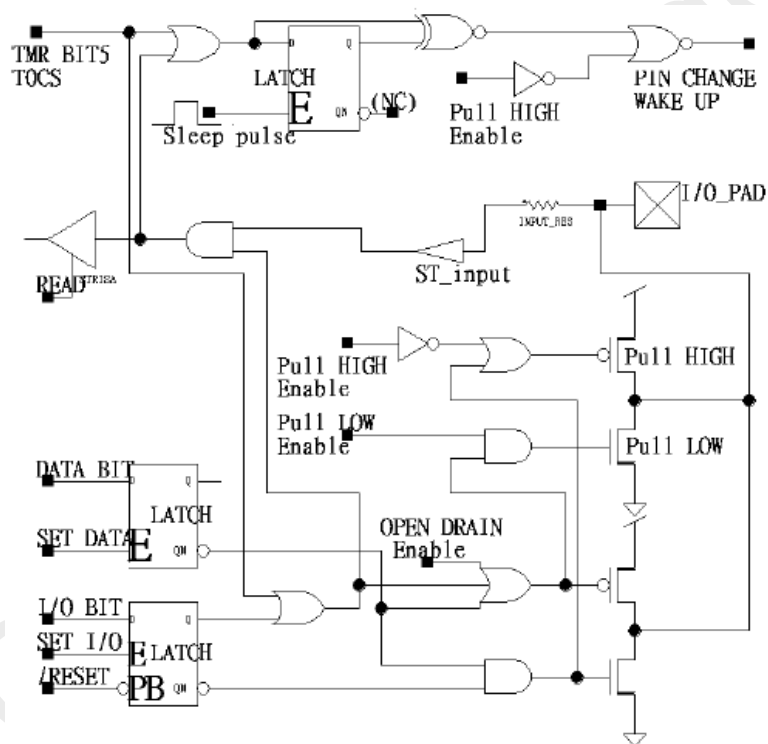 TMR BIT5
TOCS
D
Q
LATCH
E
QN
(NC)
Sleep pulse
Pull HIGH
Enable
PIN CHANGE
WAKE UP
I/O_PAD
INPUT_RES
ST_input
READ
Pull HIGH
Enable
Pull HIGH
Pull LOW
Enable
Pull LOW
DATA BIT
D
Q
LATCH
SET DATA
E
QN
OPEN DRAIN
Enable
I/O BIT
D
Q
SET I/O
E
LATCH
/RESET
PB
QN